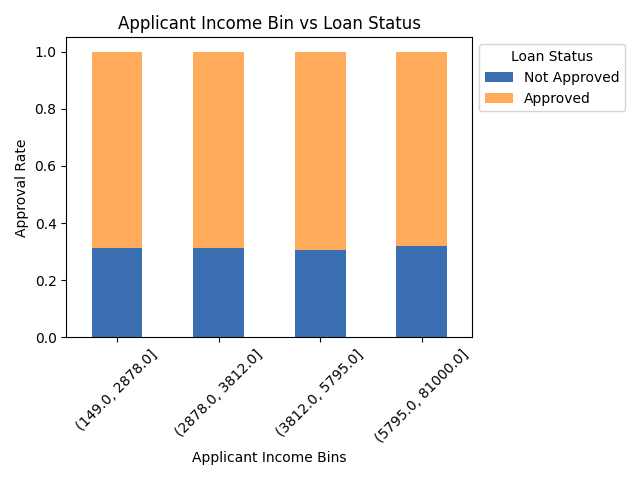 Applicant Income Bin vs Loan Status
Loan Status
Not Approved
Approved
Approval Rate
1.0
0.8
0.6
0.4
0.2
0.0
(149.0, 2878.0]
(2878.0, 3812.0]
(3812.0, 5795.0]
(5795.0, 81000.0]
Applicant Income Bins